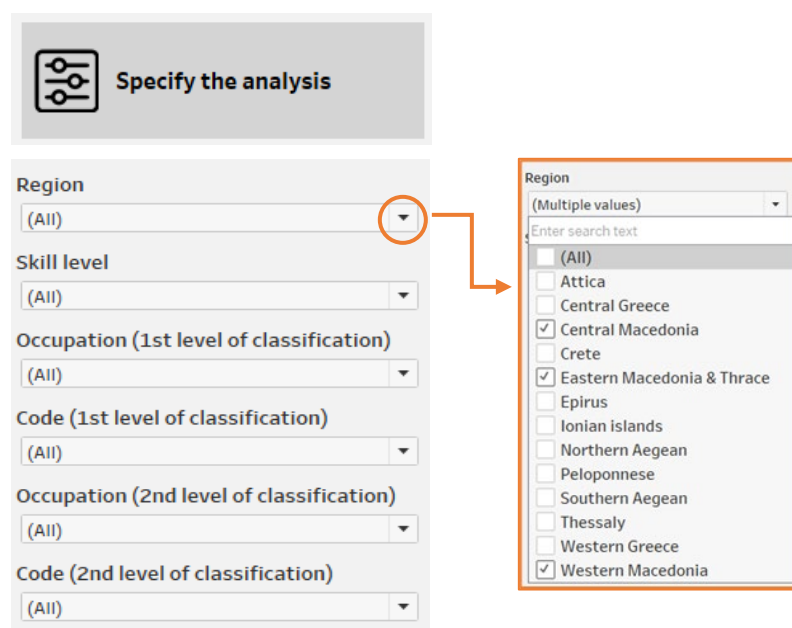 Specify the analysis
Region
(All)
Skill level
(All)
Occupation (1st level of classification)
(All)
Code (1st level of classification)
(All)
Occupation (2nd level of classification)
(All)
Code (2nd level of classification)
(All)
Region
(Multiple values)
Enter search text
(All)
Attica
Central Greece
Central Macedonia
Crete
Eastern Macedonia & Thrace
Epirus
Ionian islands
Northern Aegean
Peloponnese
Southern Aegean
Thessaly
Western Greece
Western Macedonia